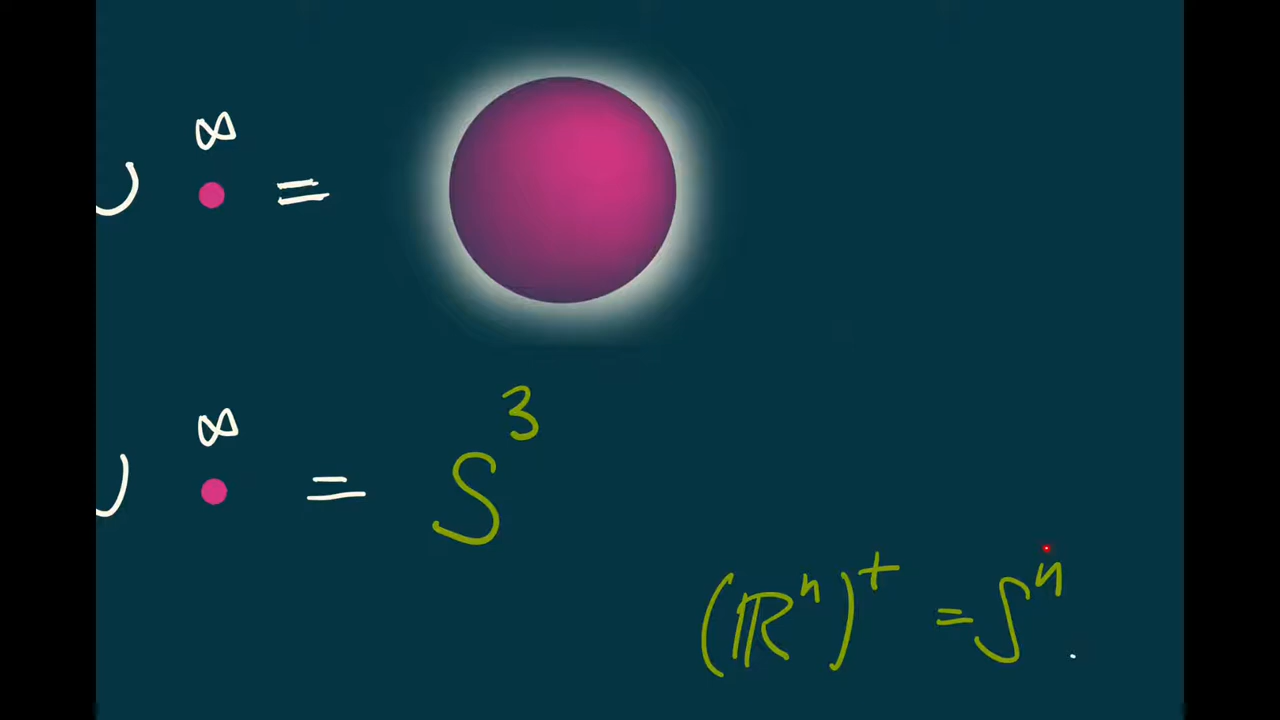 ∞
∪ • =
∞
∪ • = S³
(ℝⁿ)⁺ = Sⁿ.